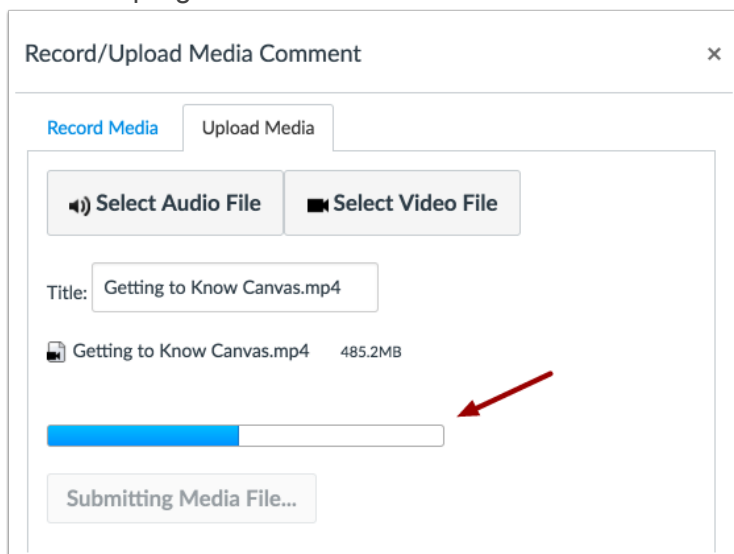 Record/Upload Media Comment ×
Record Media Upload Media
Select Audio File Select Video File
Title: Getting to Know Canvas.mp4
Getting to Know Canvas.mp4 485.2MB
Submitting Media File...